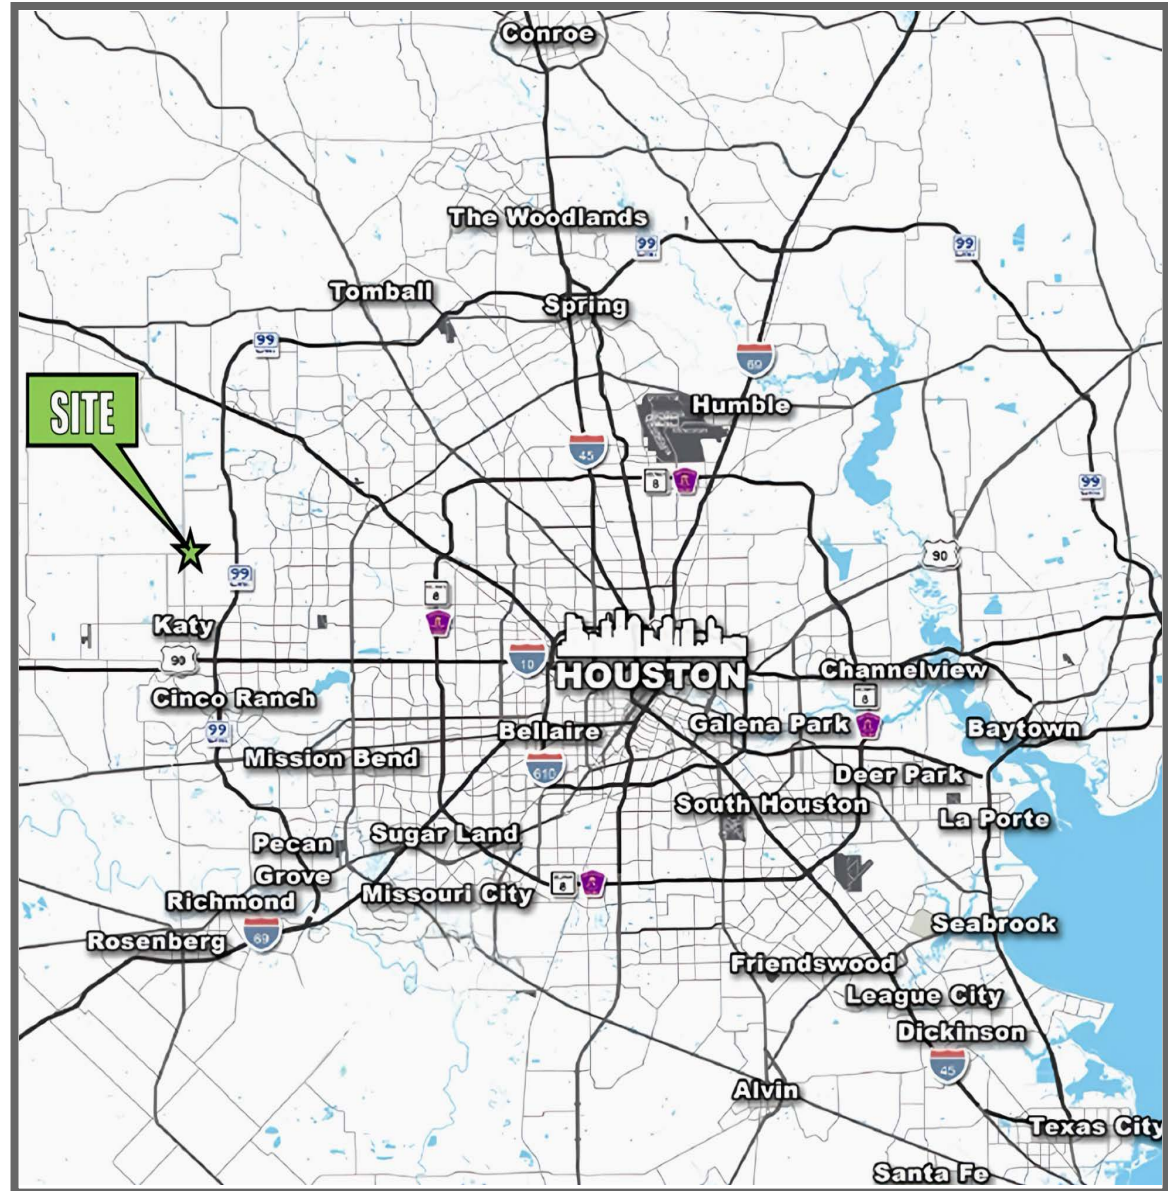 Conroe
The Woodlands
99
99
Tomball
Spring
99
69
SITE
Humble
45
8
99
90
99
8
Katy
90
10
HOUSTON
Channelview
8
Cinco Ranch
99
Bellaire
Galena Park
Baytown
Mission Bend
610
Deer Park
South Houston
La Porte
Sugar Land
Pecan
Grove
Missouri City
8
Richmond
69
Rosenberg
Seabrook
Friendswood
League City
Dickinson
45
Alvin
Texas City
Santa Fe